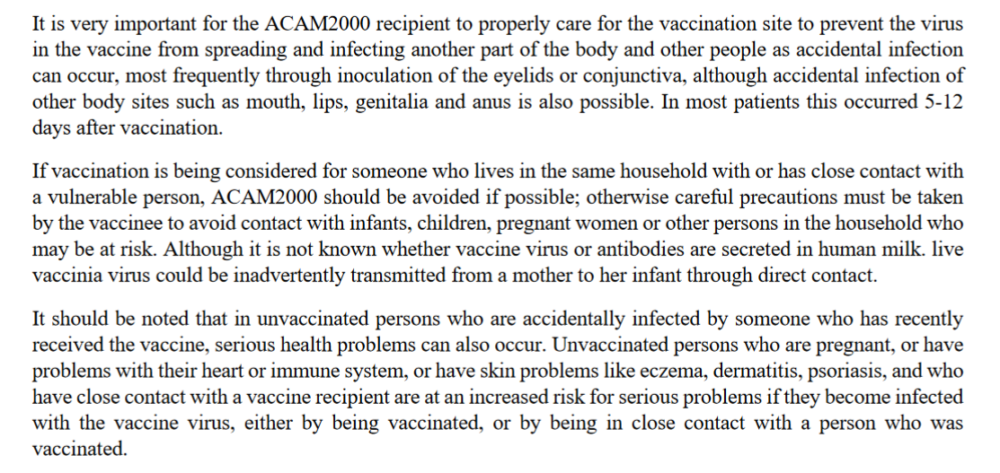 It is very important for the ACAM2000 recipient to properly care for the vaccination site to prevent the virus
in the vaccine from spreading and infecting another part of the body and other people as accidental infection
can occur, most frequently through inoculation of the eyelids or conjunctiva, although accidental infection of
other body sites such as mouth, lips, genitalia and anus is also possible. In most patients this occurred 5-12
days after vaccination.
If vaccination is being considered for someone who lives in the same household with or has close contact with
a vulnerable person, ACAM2000 should be avoided if possible; otherwise careful precautions must be taken
by the vaccinee to avoid contact with infants, children, pregnant women or other persons in the household who
may be at risk. Although it is not known whether vaccine virus or antibodies are secreted in human milk. live
vaccinia virus could be inadvertently transmitted from a mother to her infant through direct contact.
It should be noted that in unvaccinated persons who are accidentally infected by someone who has recently
received the vaccine, serious health problems can also occur. Unvaccinated persons who are pregnant, or have
problems with their heart or immune system, or have skin problems like eczema, dermatitis, psoriasis, and who
have close contact with a vaccine recipient are at an increased risk for serious problems if they become infected
with the vaccine virus, either by being vaccinated, or by being in close contact with a person who was
vaccinated.